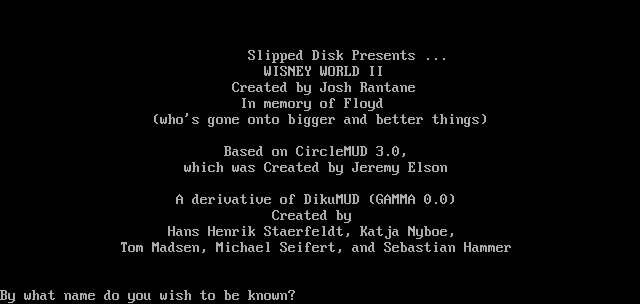 Slipped Disk Presents ...
WISNEY WORLD II
Created by Josh Rantane
In memory of Floyd
(who's gone onto bigger and better things)
Based on CircleMUD 3.0,
which was Created by Jeremy Elson
A derivative of DikuMUD (GAMMA 0.0)
Created by
Hans Henrik Staerfeldt, Katja Nyboe,
Tom Madsen, Michael Seifert, and Sebastian Hammer
By what name do you wish to be known?